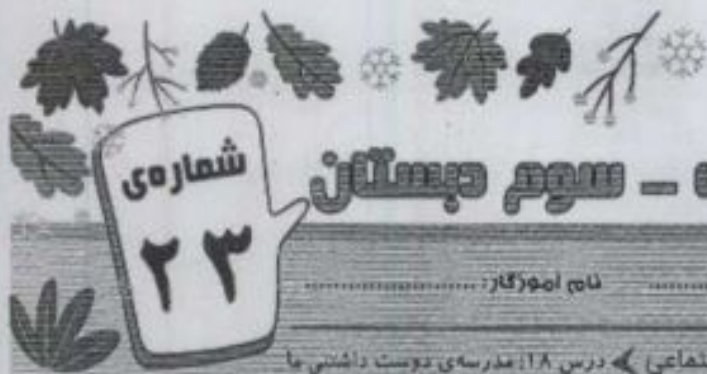 شماره‌ی
۲۳
ـ سوم دبستان
نام آموزگار: ........................
درس ۱۸: مدرسه‌ی دوست داشتنی ما